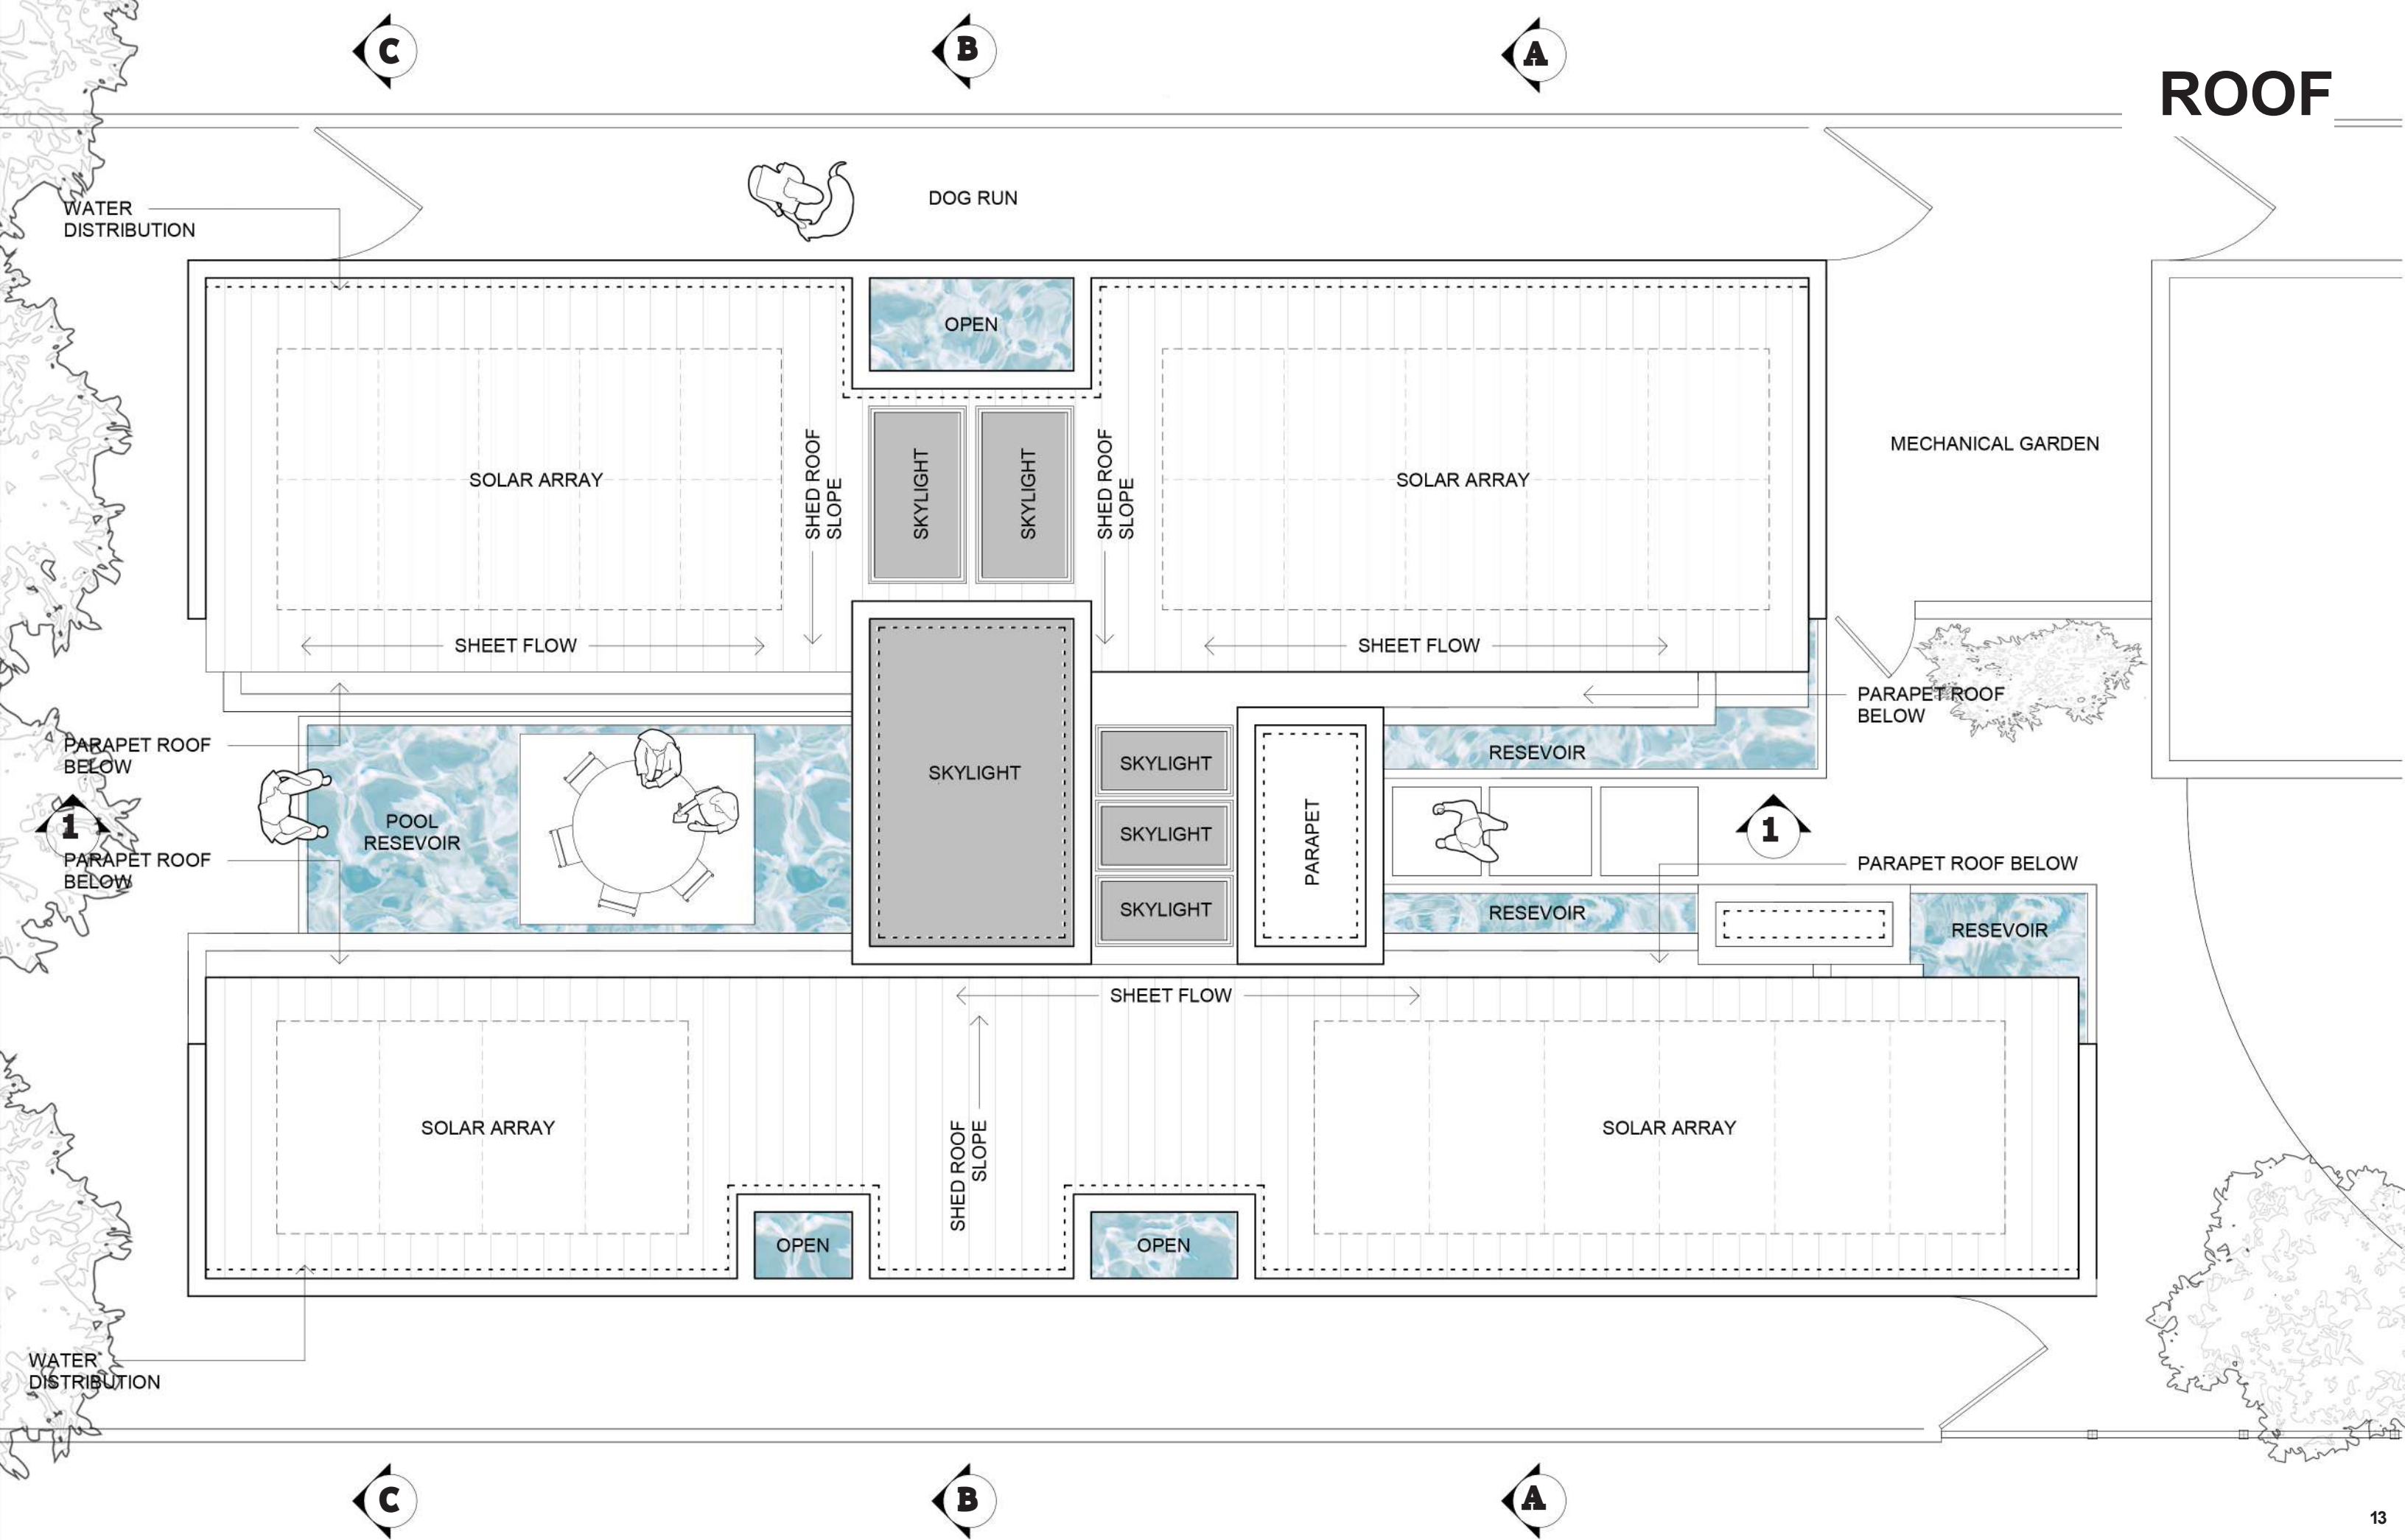 C
B
A
ROOF
DOG RUN
WATER
DISTRIBUTION
OPEN
MECHANICAL GARDEN
SOLAR ARRAY
SHED ROOF
SLOPE
SKYLIGHT
SKYLIGHT
SHED ROOF
SLOPE
SOLAR ARRAY
SHEET FLOW
SHEET FLOW
PARAPET ROOF
BELOW
PARAPET ROOF
BELOW
RESEVOIR
SKYLIGHT
SKYLIGHT
POOL
RESEVOIR
1
SKYLIGHT
PARAPET
1
PARAPET ROOF
BELOW
PARAPET ROOF BELOW
SKYLIGHT
RESEVOIR
RESEVOIR
SHEET FLOW
SOLAR ARRAY
SHED ROOF
SLOPE
SOLAR ARRAY
OPEN
OPEN
WATER
DISTRIBUTION
C
B
A
13